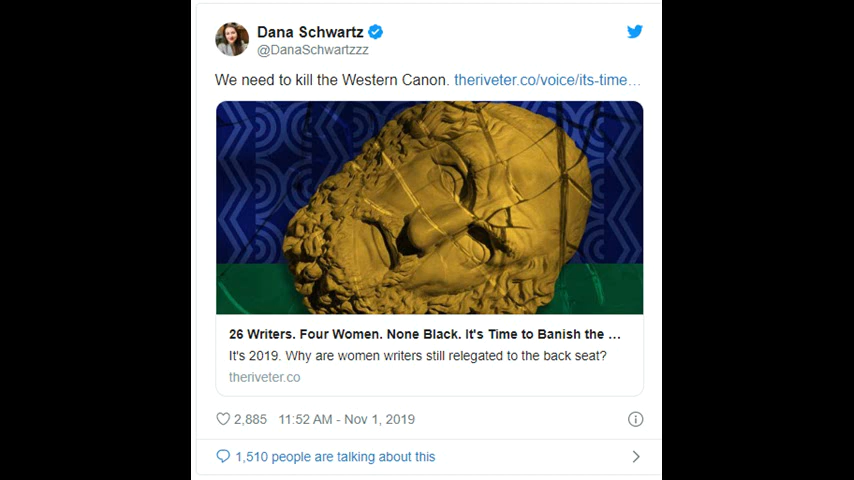 Dana Schwartz
@DanaSchwartzzz
We need to kill the Western Canon. theriveter.co/voice/its-time…
26 Writers. Four Women. None Black. It's Time to Banish the ...
It's 2019. Why are women writers still relegated to the back seat?
theriveter.co
2,885 11:52 AM - Nov 1, 2019
1,510 people are talking about this